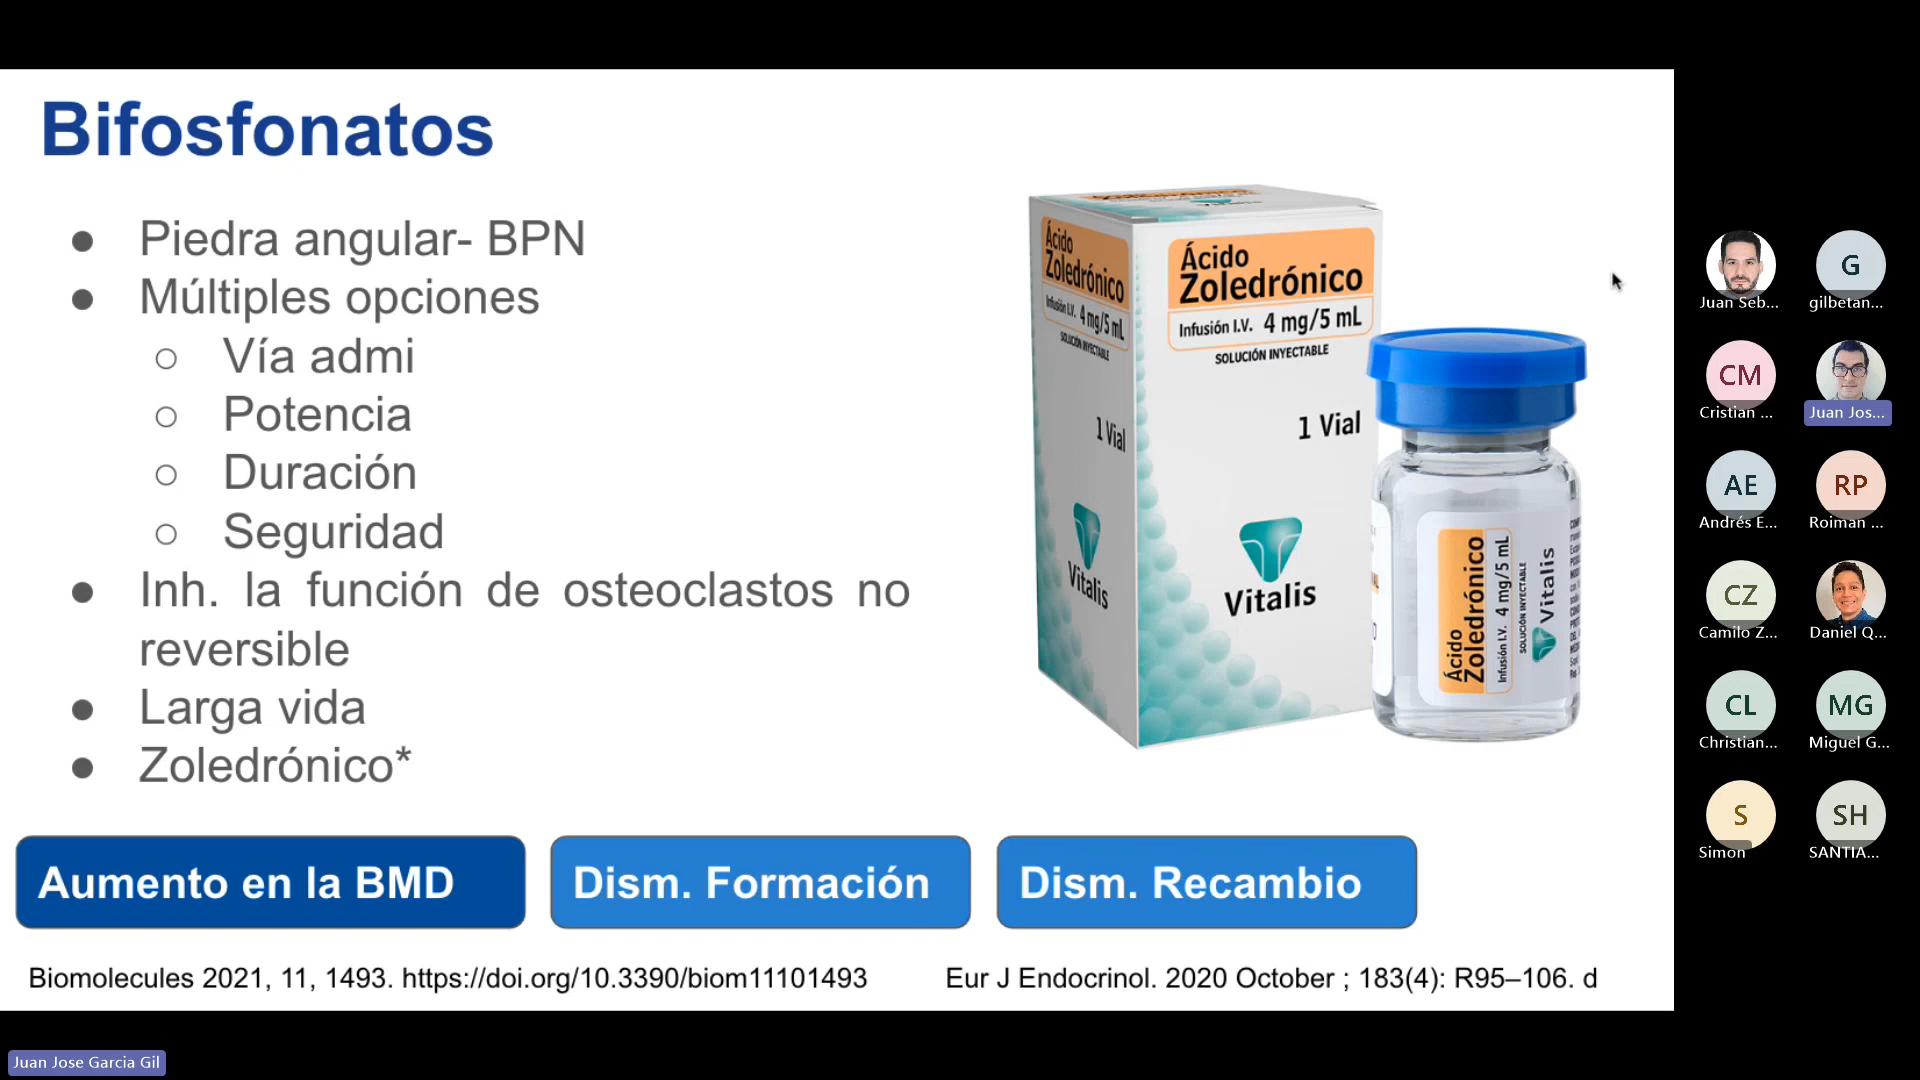 Bifosfonatos
● Piedra angular- BPN
● Múltiples opciones
○ Vía admi
○ Potencia
○ Duración
○ Seguridad
● Inh. la función de osteoclastos no
reversible
● Larga vida
● Zoledrónico*
Ácido
Zoledrónico
Infusión I.V. 4 mg/5 mL
SOLUCIÓN INYECTABLE
1 Vial
Vitalis
Ácido
Zoledrónico
Infusión I.V. 4 mg/5 mL
SOLUCIÓN INYECTABLE
1 Vial
Vitalis
Ácido
Zoledrónico
Infusión I.V. 4 mg/5 mL
SOLUCIÓN INYECTABLE
Vitalis
Aumento en la BMD
Dism. Formación
Dism. Recambio
Biomolecules 2021, 11, 1493. https://doi.org/10.3390/biom11101493
Eur J Endocrinol. 2020 October ; 183(4): R95–106. d
Juan Seb...
G
gilbetan...
CM
Cristian ...
Juan Jos...
AE
Andrés E...
RP
Roiman ...
CZ
Camilo Z...
Daniel Q...
CL
Christian...
MG
Miguel G...
S
Simon
SH
SANTIA...
Juan Jose Garcia Gil